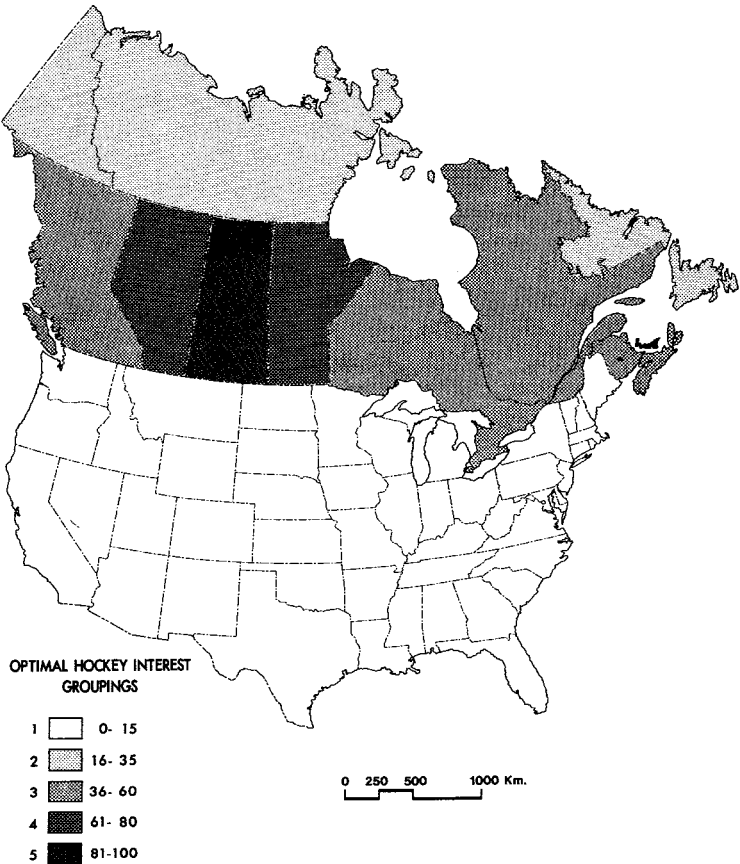 OPTIMAL HOCKEY INTEREST
GROUPINGS
1 0- 15
2 16- 35
3 36- 60
4 61- 80
5 81-100
0 250 500 1000 Km.